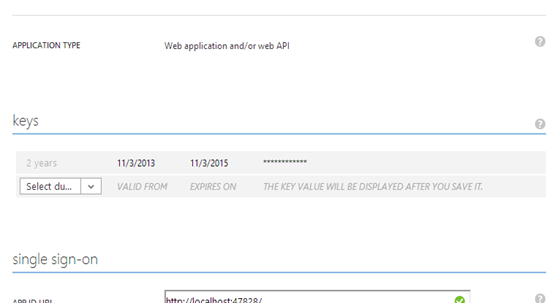 APPLICATION TYPE Web application and/or web API ?
keys ?
2 years 11/3/2013 11/3/2015 ************
Select du... VALID FROM EXPIRES ON THE KEY VALUE WILL BE DISPLAYED AFTER YOU SAVE IT.
single sign-on
APP ID URI http://localhost:47828/ ?